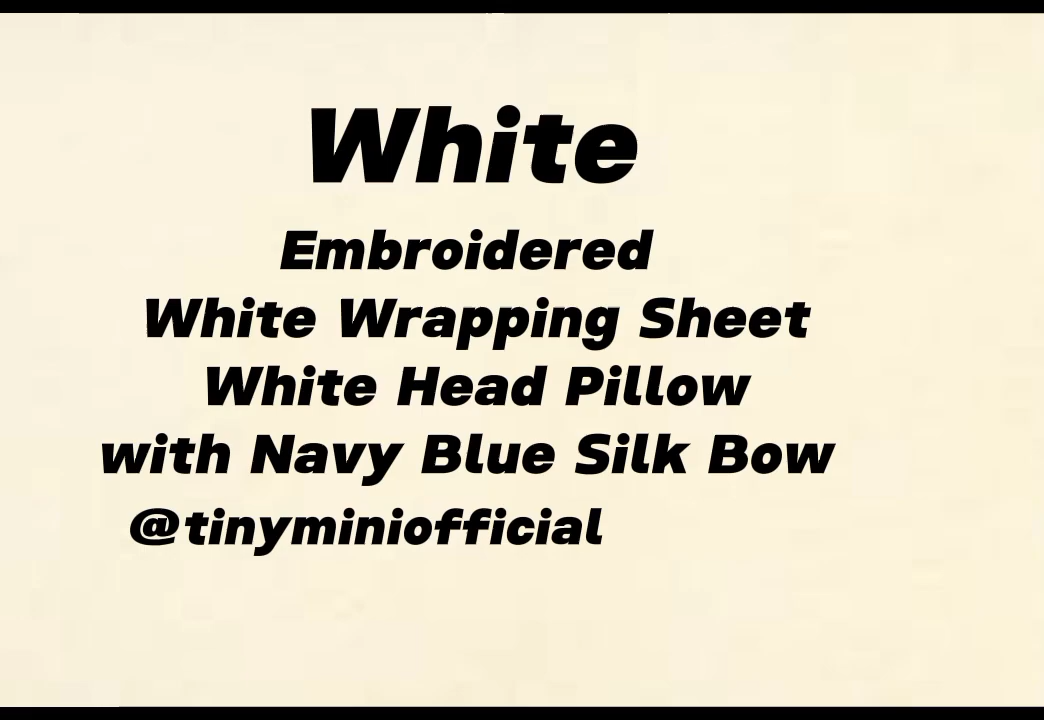 White
Embroidered
White Wrapping Sheet
White Head Pillow
with Navy Blue Silk Bow
@tinyminiofficial